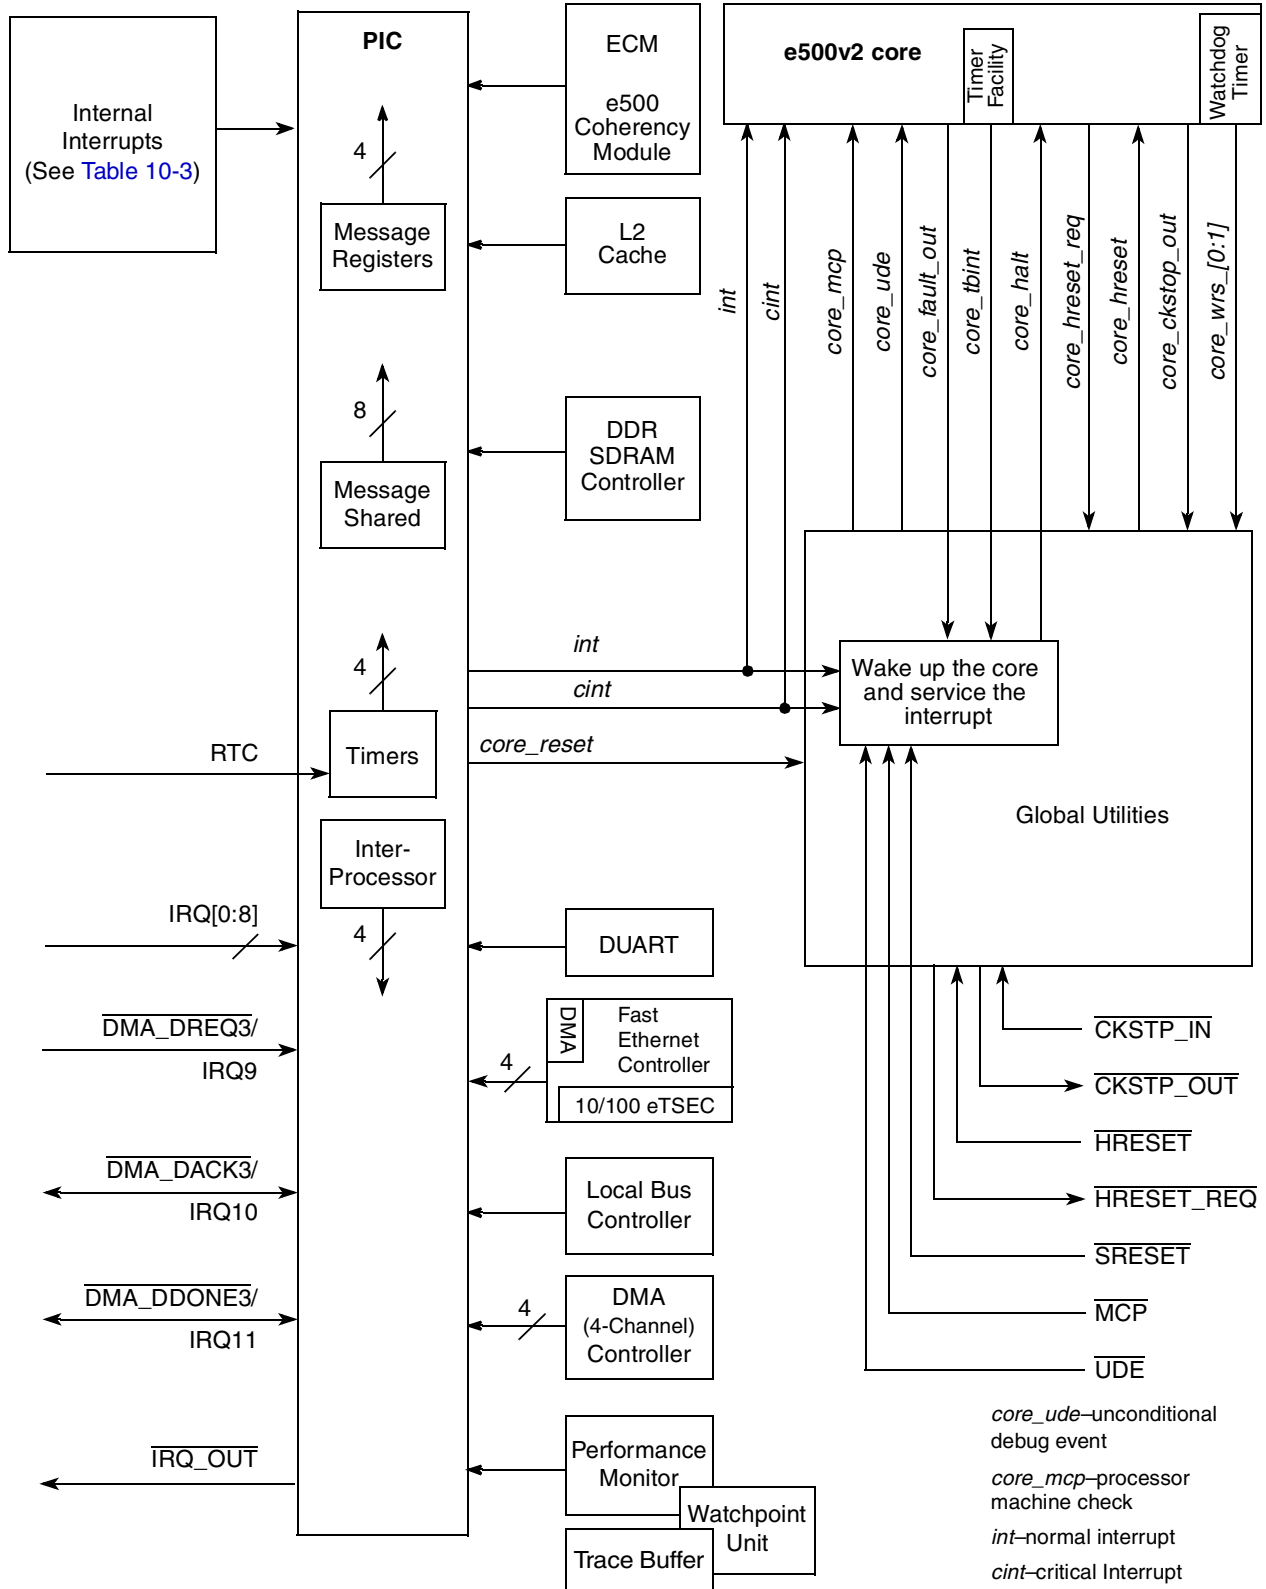 PIC
Internal
Interrupts
(See Table 10-3)
4
Message
Registers
8
Message
Shared
4
Timers
RTC
Inter-
Processor
4
IRQ[0:8]
DMA_DREQ3/
IRQ9
DMA_DACK3/
IRQ10
DMA_DDONE3/
IRQ11
IRQ_OUT
ECM
e500
Coherency
Module
L2
Cache
DDR
SDRAM
Controller
int
cint
core_reset
DUART
DMA
Fast
Ethernet
Controller
4
10/100 eTSEC
Local Bus
Controller
4
DMA
(4-Channel)
Controller
Performance
Monitor
Watchpoint
Unit
Trace Buffer
e500v2 core
Timer
Facility
Watchdog
Timer
int
cint
core_mcp
core_ude
core_fault_out
core_tbint
core_halt
core_hreset_req
core_hreset
core_ckstop_out
core_wrs_[0:1]
Wake up the core
and service the
interrupt
Global Utilities
CKSTP_IN
CKSTP_OUT
HRESET
HRESET_REQ
SRESET
MCP
UDE
core_ude–unconditional
debug event
core_mcp–processor
machine check
int–normal interrupt
cint–critical Interrupt